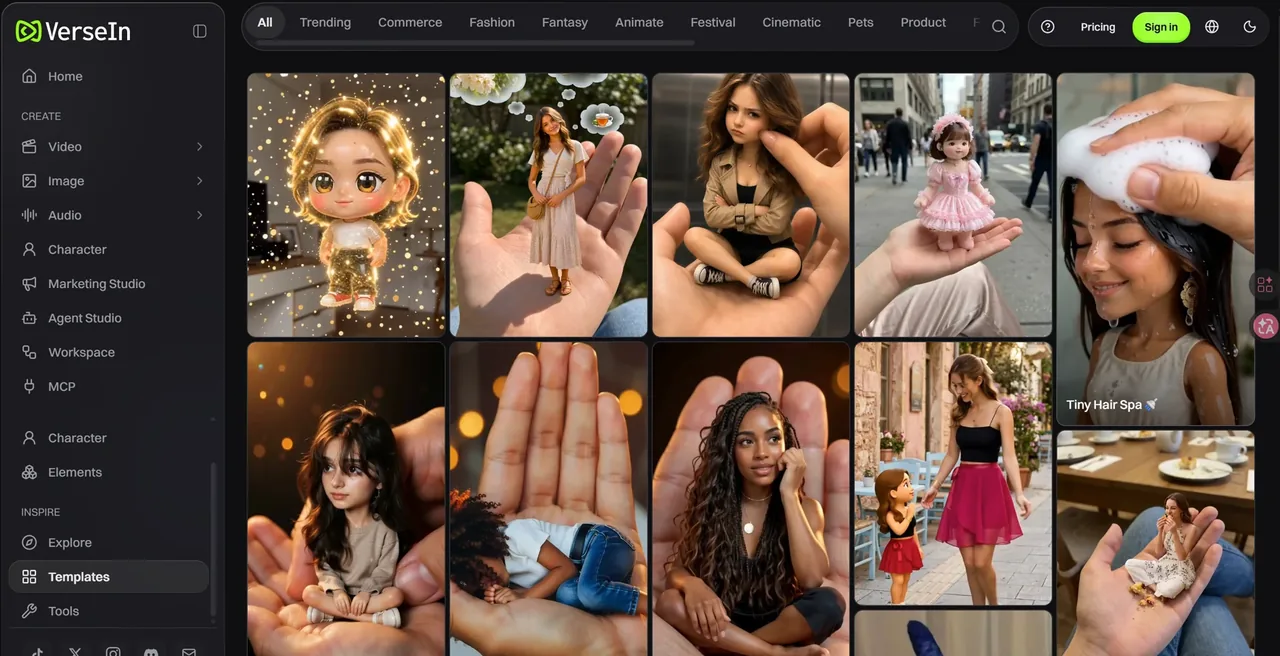 VerseIn
Home
CREATE
Video
Image
Audio
Character
Marketing Studio
Agent Studio
Workspace
MCP
Character
Elements
INSPIRE
Explore
Templates
Tools
All
Trending
Commerce
Fashion
Fantasy
Animate
Festival
Cinematic
Pets
Product
Pricing
Sign in
Tiny Hair Spa